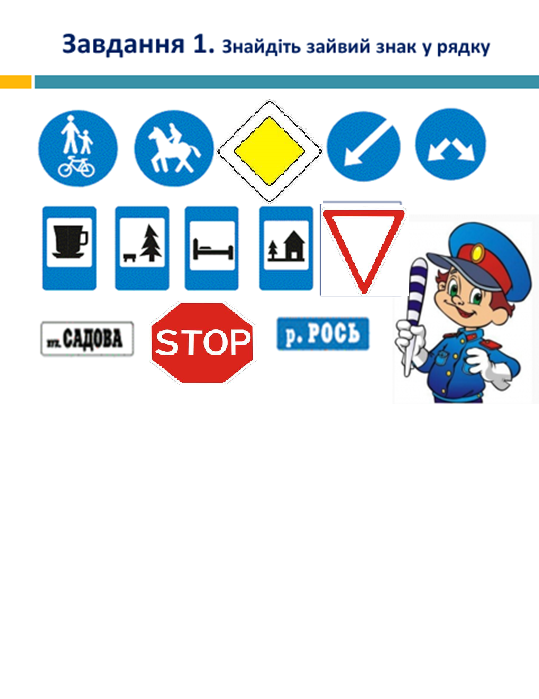 Завдання 1. Знайдіть зайвий знак у рядку
вул. САДОВА
STOP
р. РОСЬ